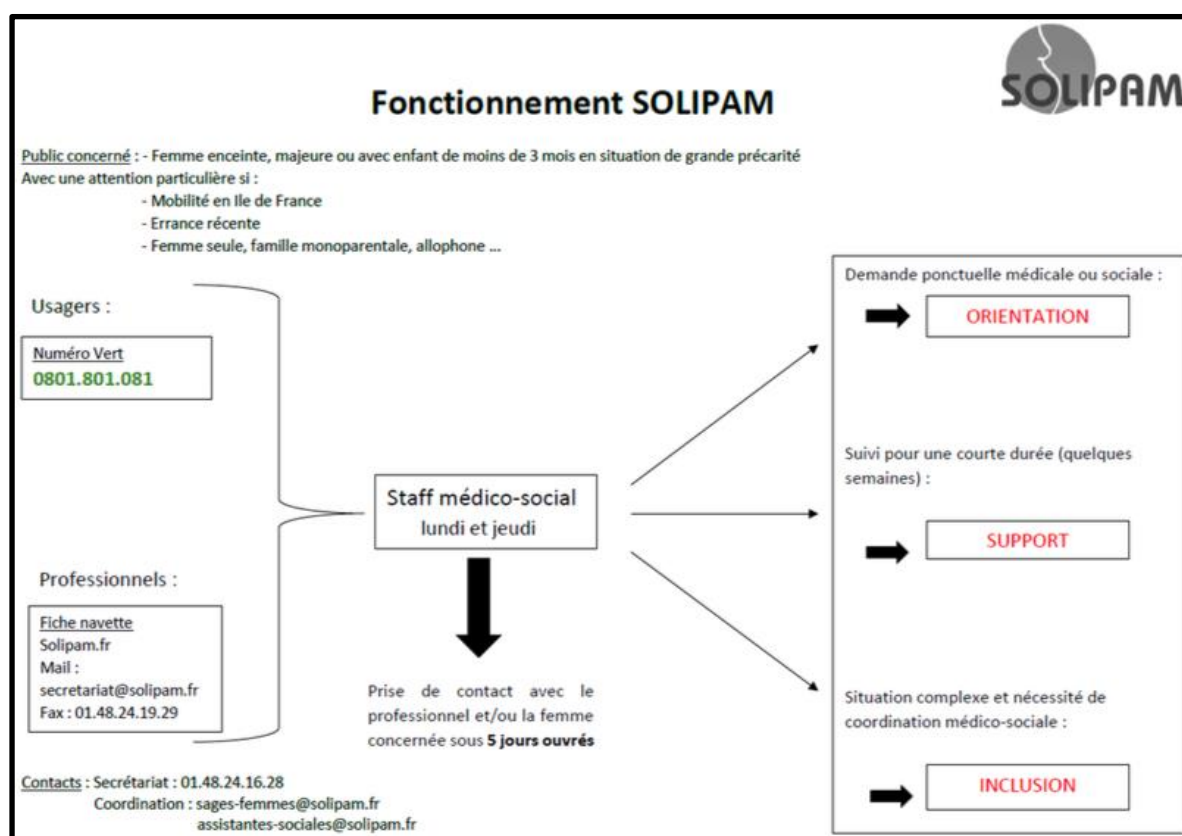 SOLIPAM
Fonctionnement SOLIPAM
Public concerné : - Femme enceinte, majeure ou avec enfant de moins de 3 mois en situation de grande précarité
Avec une attention particulière si :
- Mobilité en Ile de France
- Errance récente
- Femme seule, famille monoparentale, allophone ...
Usagers :
Numéro Vert
0801.801.081
Professionnels :
Fiche navette
Solipam.fr
Mail :
secretariat@solipam.fr
Fax : 01.48.24.19.29
Staff médico-social
lundi et jeudi
Prise de contact avec le
professionnel et/ou la femme
concernée sous 5 jours ouvrés
Demande ponctuelle médicale ou sociale :
ORIENTATION
Suivi pour une courte durée (quelques
semaines) :
SUPPORT
Situation complexe et nécessité de
coordination médico-sociale :
INCLUSION
Contacts : Secrétariat : 01.48.24.16.28
Coordination : sages-femmes@solipam.fr
assistantes-sociales@solipam.fr